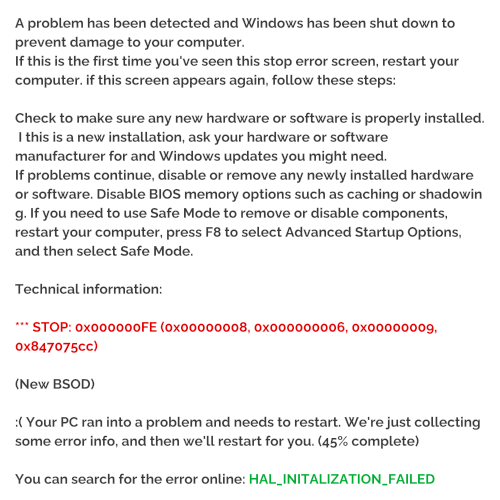 A problem has been detected and Windows has been shut down to
prevent damage to your computer.
If this is the first time you've seen this stop error screen, restart your
computer. if this screen appears again, follow these steps:

Check to make sure any new hardware or software is properly installed.
I this is a new installation, ask your hardware or software
manufacturer for and Windows updates you might need.
If problems continue, disable or remove any newly installed hardware
or software. Disable BIOS memory options such as caching or shadowin
g. If you need to use Safe Mode to remove or disable components,
restart your computer, press F8 to select Advanced Startup Options,
and then select Safe Mode.

Technical information:

*** STOP: 0x000000FE (0x00000008, 0x000000006, 0x00000009,
0x847075cc)

(New BSOD)

:( Your PC ran into a problem and needs to restart. We're just collecting
some error info, and then we'll restart for you. (45% complete)

You can search for the error online: HAL_INITALIZATION_FAILED